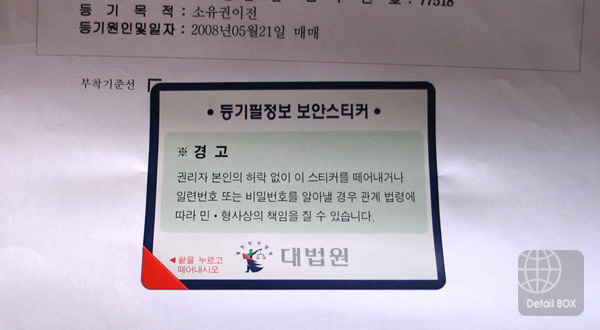 77518
등 기 목 적 : 소유권이전
등기원인및일자 : 2008년05월21일 매매
부착기준선
• 등기필정보 보안스티커 •
※ 경 고
권리자 본인의 허락 없이 이 스티커를 떼어내거나
일련번호 또는 비밀번호를 알아낼 경우 관계 법령에
따라 민·형사상의 책임을 질 수 있습니다.
◀ 끝을 누르고
떼어내시오
대법원
Detail BOX